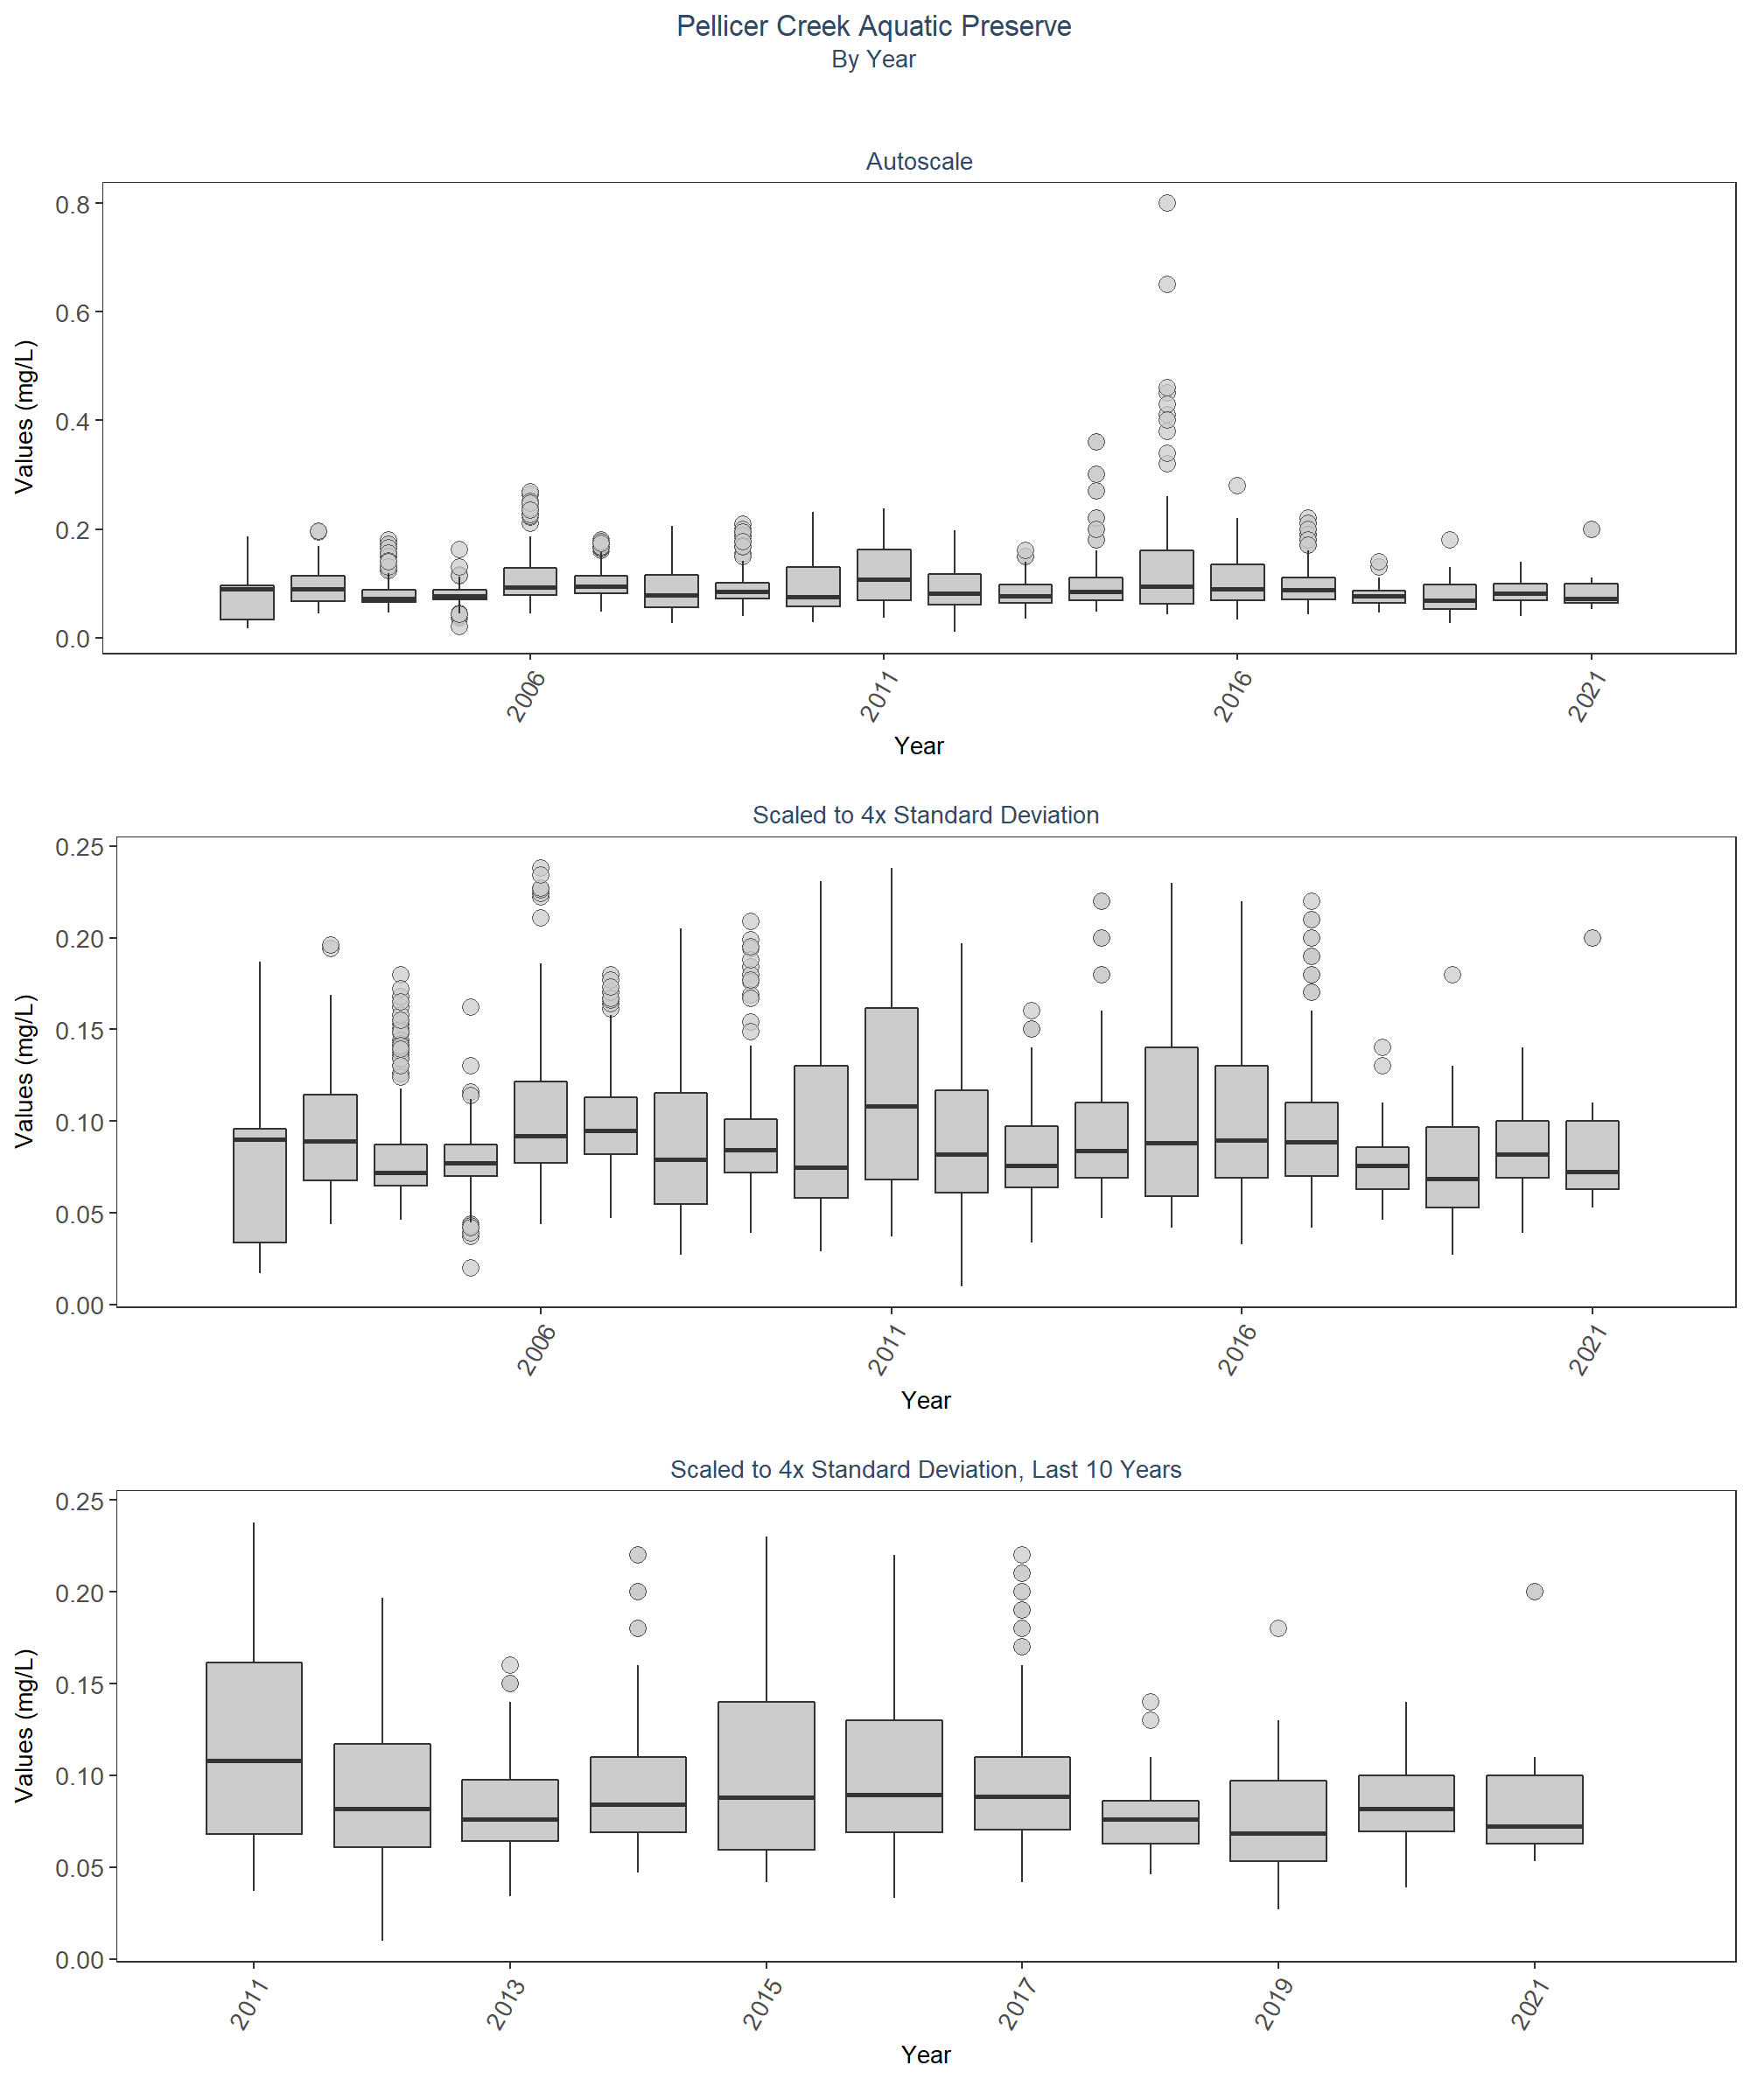 Pellicer Creek Aquatic Preserve
By Year
Autoscale
Values (mg/L)
0.8
0.6
0.4
0.2
0.0
2006 2011 2016 2021
Year
Scaled to 4x Standard Deviation
Values (mg/L)
0.25
0.20
0.15
0.10
0.05
0.00
2006 2011 2016 2021
Year
Scaled to 4x Standard Deviation, Last 10 Years
Values (mg/L)
0.25
0.20
0.15
0.10
0.05
0.00
2011 2013 2015 2017 2019 2021
Year